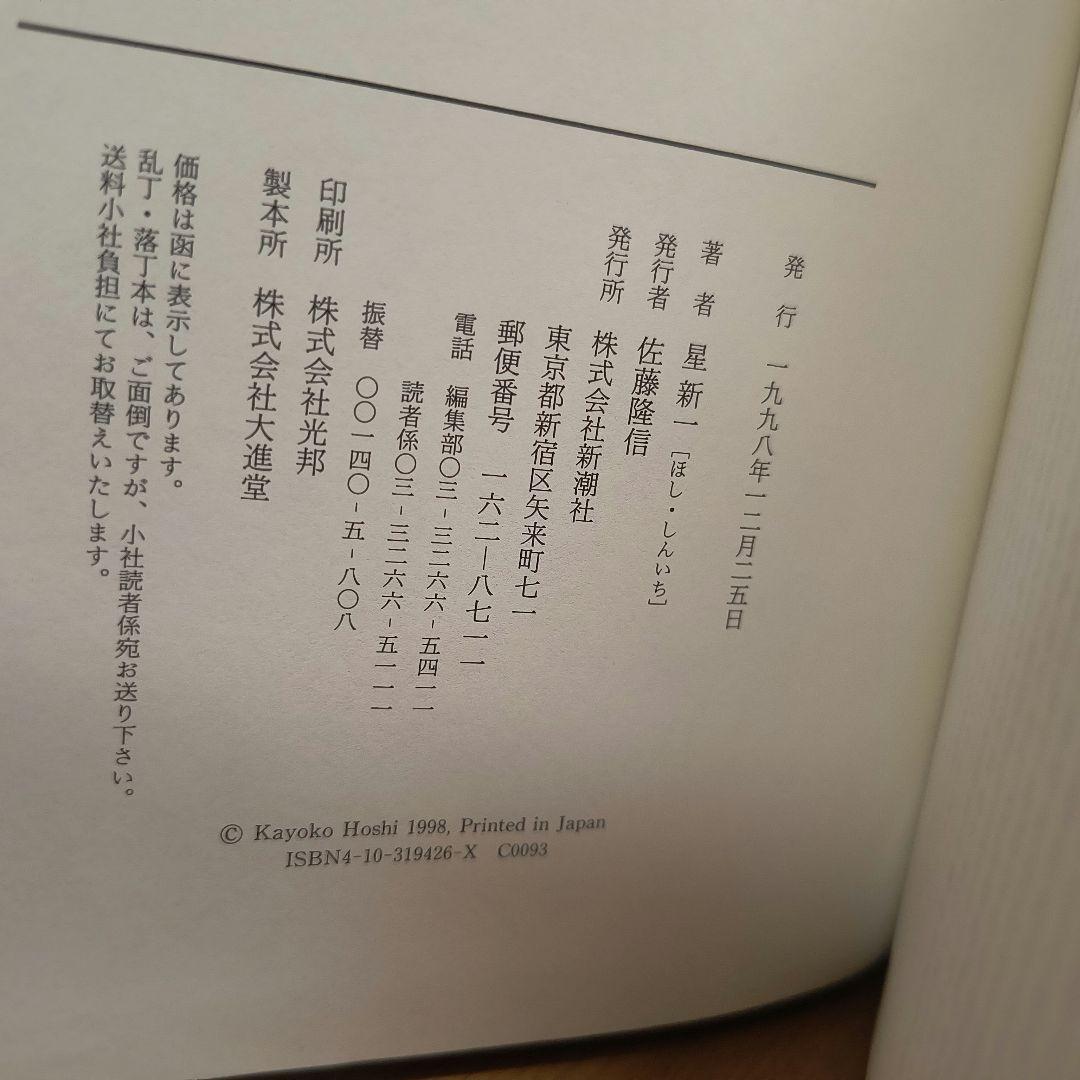 発行 一九九八年一二月二五日
著者 星新一［ほし・しんいち］
発行者 佐藤隆信
発行所 株式会社新潮社
東京都新宿区矢来町七一
郵便番号 一六二―八七一一
電話 編集部〇三-三二六六-五四一一
読者係〇三-三二六六-五一一一
振替 〇〇一四〇-五-八〇八
印刷所 株式会社光邦
製本所 株式会社大進堂
価格は函に表示してあります。
乱丁・落丁本は、ご面倒ですが、小社読者係宛お送り下さい。
送料小社負担にてお取替えいたします。
© Kayoko Hoshi 1998, Printed in Japan
ISBN4-10-319426-X C0093